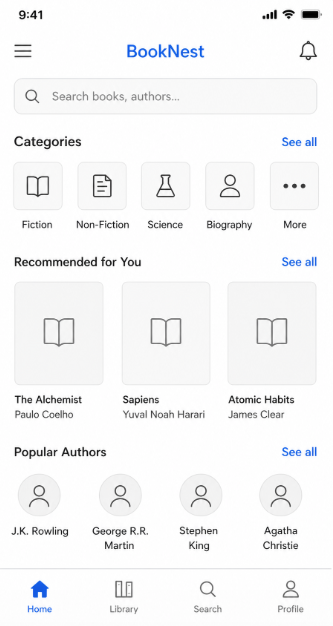 9:41
BookNest
Search books, authors...
Categories
See all
Fiction
Non-Fiction
Science
Biography
More
Recommended for You
See all
The Alchemist
Paulo Coelho
Sapiens
Yuval Noah Harari
Atomic Habits
James Clear
Popular Authors
See all
J.K. Rowling
George R.R.
Martin
Stephen
King
Agatha
Christie
Home
Library
Search
Profile